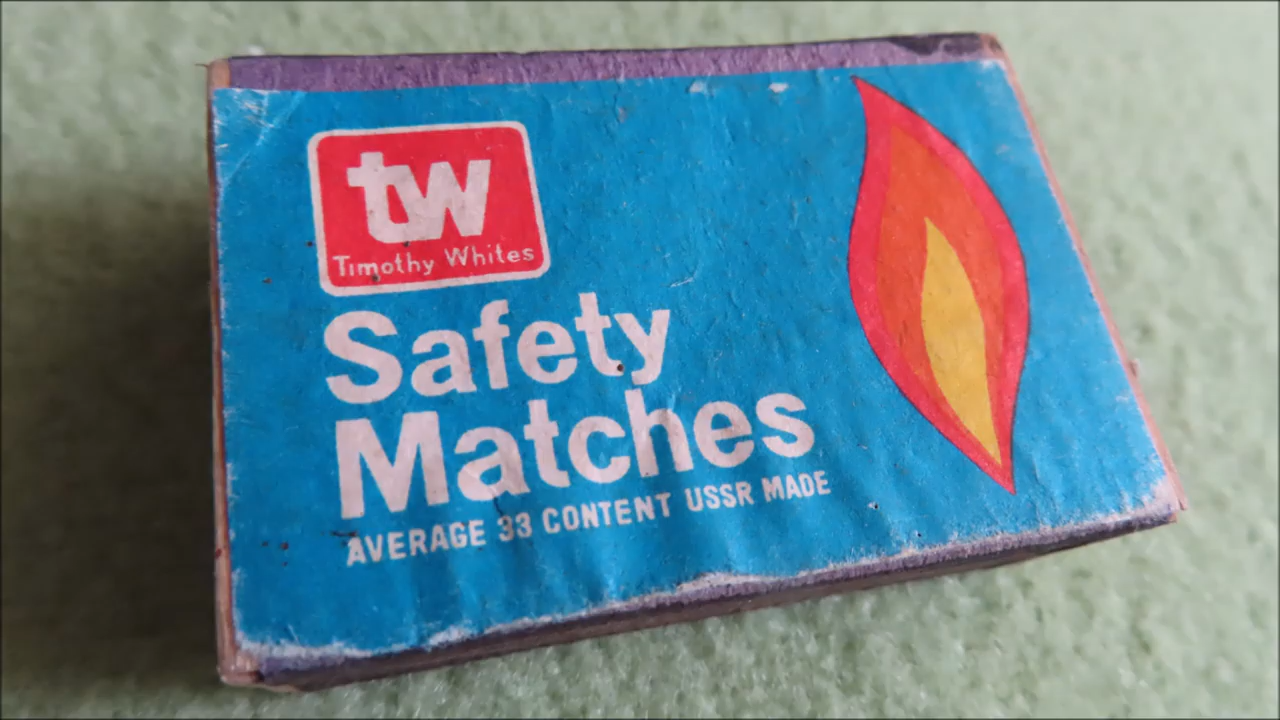 tw
Timothy Whites
Safety
Matches
AVERAGE 33 CONTENT USSR MADE